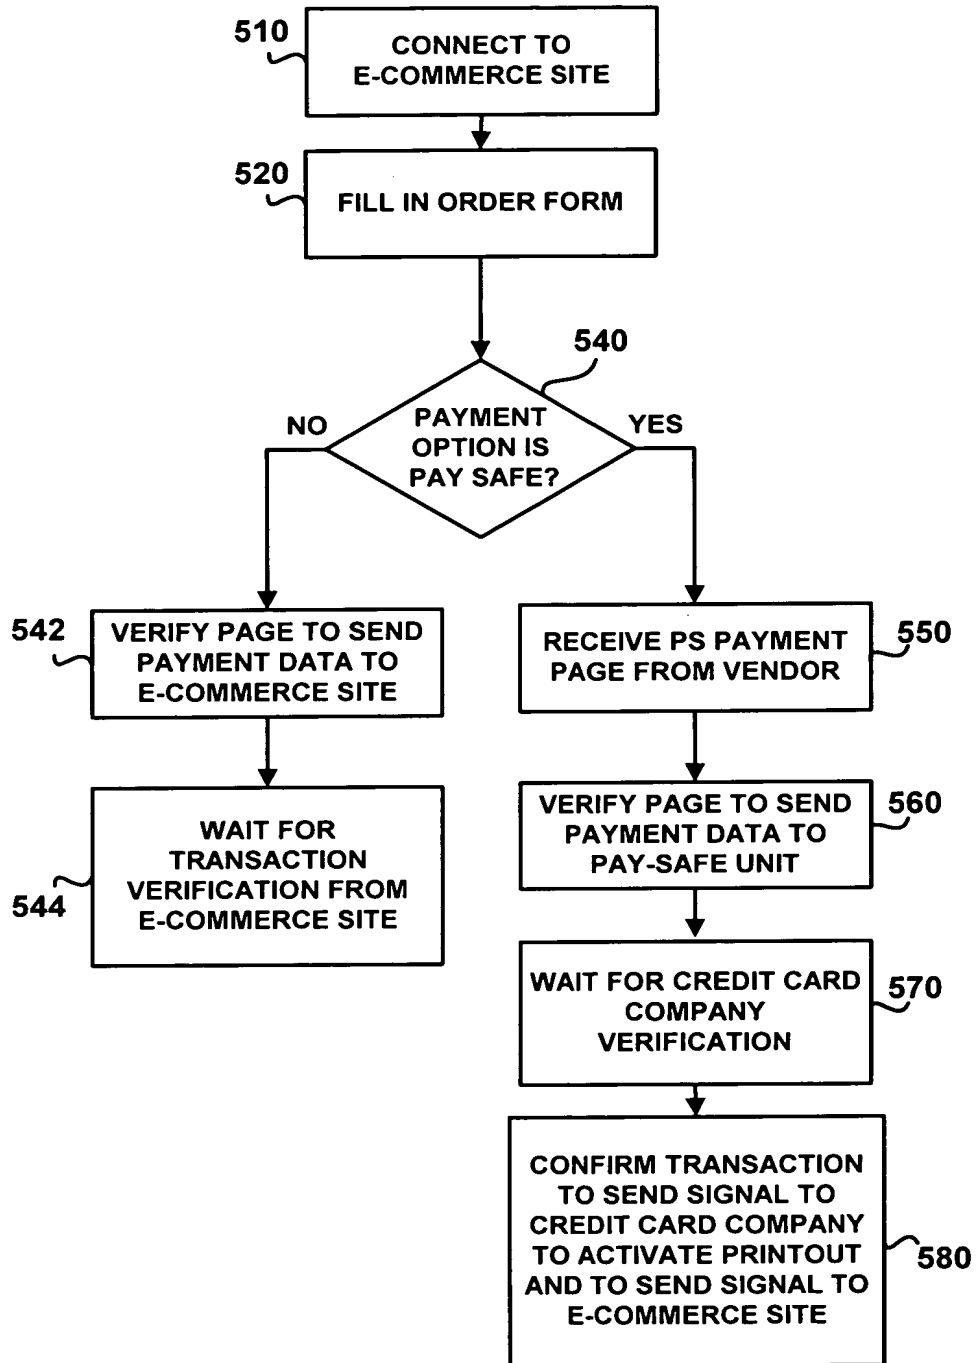 510
CONNECT TO
E-COMMERCE SITE
520
FILL IN ORDER FORM
540
PAYMENT
OPTION IS
PAY SAFE?
NO
YES
542
VERIFY PAGE TO SEND
PAYMENT DATA TO
E-COMMERCE SITE
544
WAIT FOR
TRANSACTION
VERIFICATION FROM
E-COMMERCE SITE
RECEIVE PS PAYMENT
PAGE FROM VENDOR
550
VERIFY PAGE TO SEND
PAYMENT DATA TO
PAY-SAFE UNIT
560
WAIT FOR CREDIT CARD
COMPANY
VERIFICATION
570
CONFIRM TRANSACTION
TO SEND SIGNAL TO
CREDIT CARD COMPANY
TO ACTIVATE PRINTOUT
AND TO SEND SIGNAL TO
E-COMMERCE SITE
580